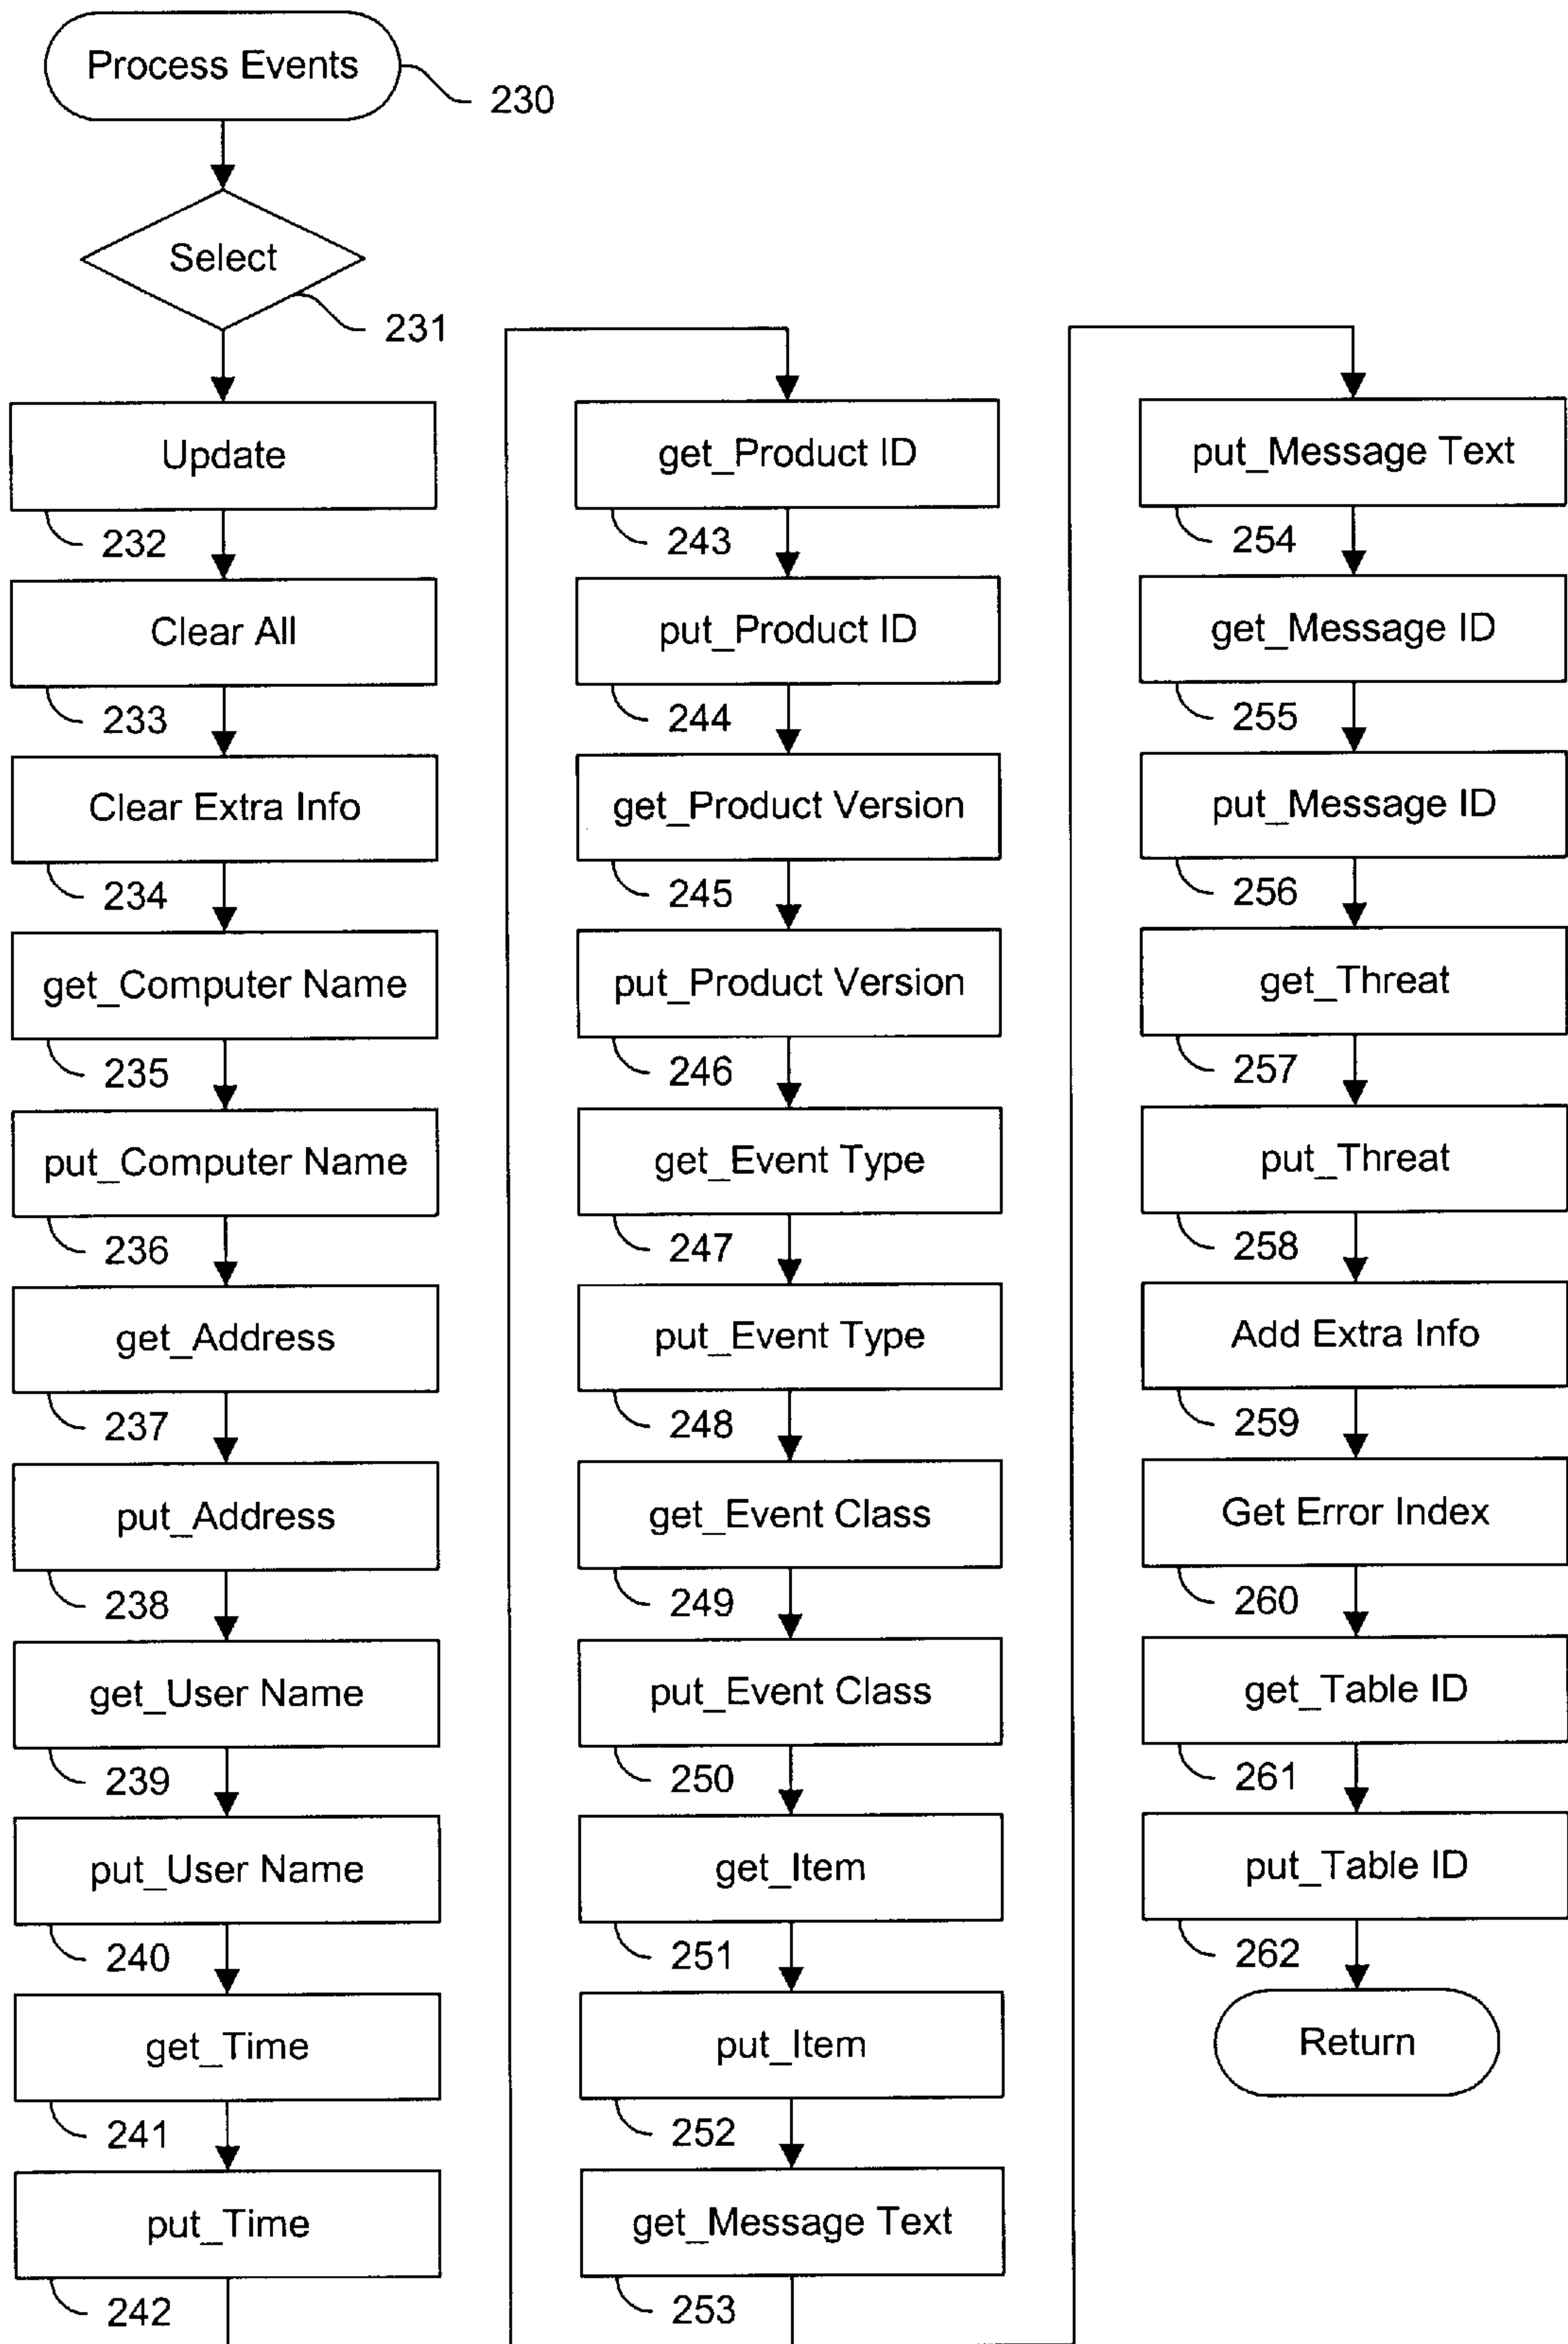 Process Events
230
Select
231
Update
232
Clear All
233
Clear Extra Info
234
get_Computer Name
235
put_Computer Name
236
get_Address
237
put_Address
238
get_User Name
239
put_User Name
240
get_Time
241
put_Time
242
get_Product ID
243
put_Product ID
244
get_Product Version
245
put_Product Version
246
get_Event Type
247
put_Event Type
248
get_Event Class
249
put_Event Class
250
get_Item
251
put_Item
252
get_Message Text
253
put_Message Text
254
get_Message ID
255
put_Message ID
256
get_Threat
257
put_Threat
258
Add Extra Info
259
Get Error Index
260
get_Table ID
261
put_Table ID
262
Return